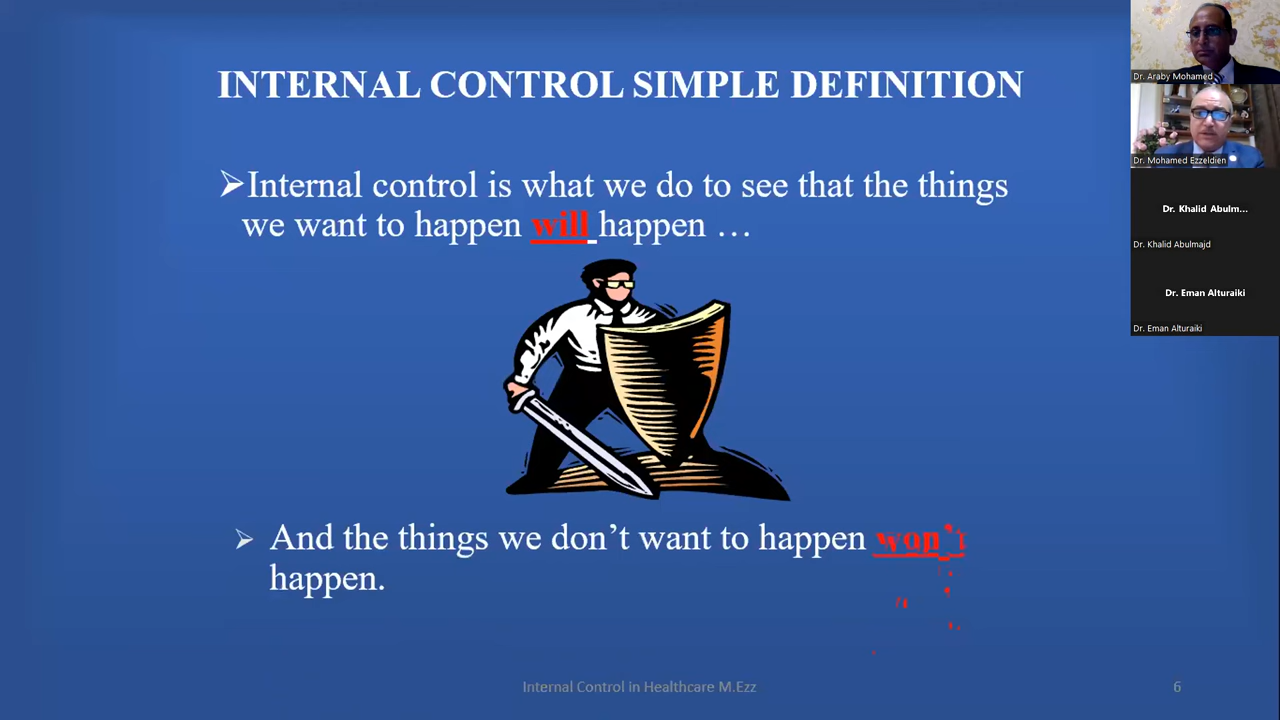 INTERNAL CONTROL SIMPLE DEFINITION
➢Internal control is what we do to see that the things
we want to happen will happen …
➢ And the things we don’t want to happen won’t
happen.
Internal Control in Healthcare M.Ezz
6
Dr. Araby Mohamed
Dr. Mohamed Ezzeldien
Dr. Khalid Abulm...
Dr. Khalid Abulmajd
Dr. Eman Alturaiki
Dr. Eman Alturaiki